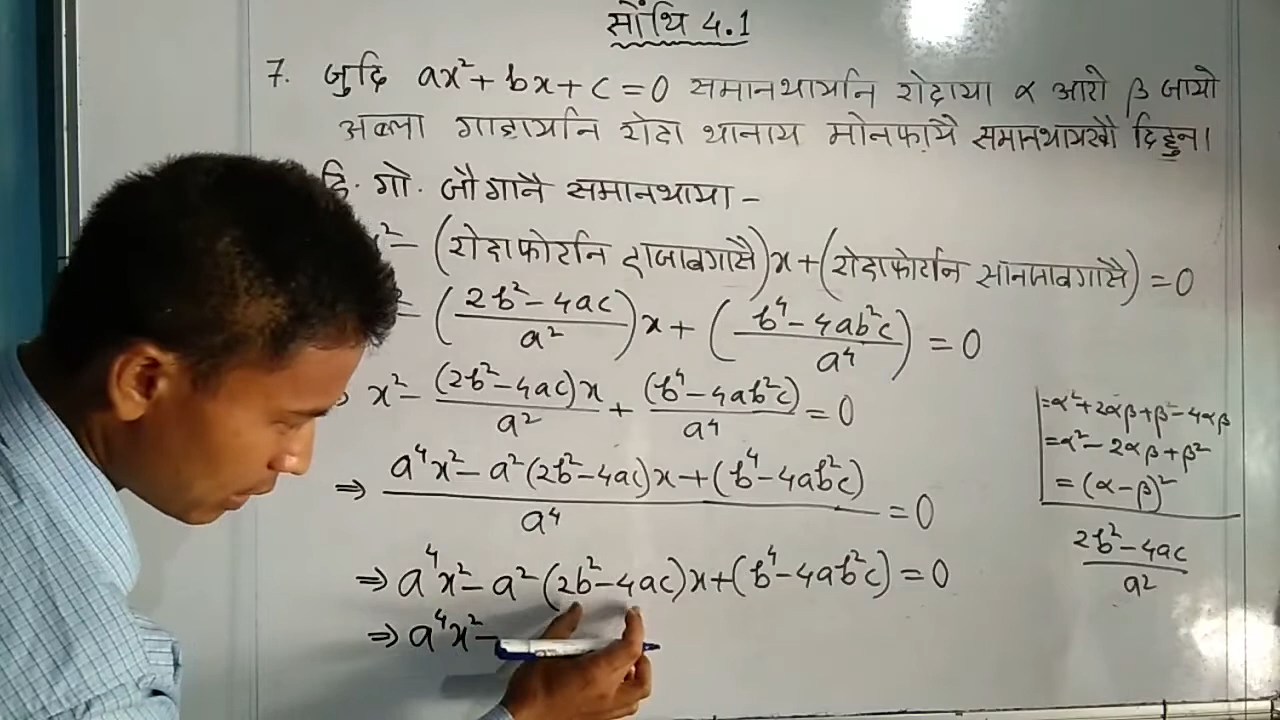 सोंथि 4.1
7. जुदि ax² + bx + c = 0 समानथायनि रोदाया α आरो β जायो
अब्ला गाहायनि रोदा थानाय मोनफायै समानथायखौ दिहुन।
हि. गो. जौगानै समानथाया –
x² – (रोदाफोरनि दाजाबगासै)x + (रोदाफोरनि सानजाबगासै) = 0
– (2b² – 4ac / a²)x + (b⁴ – 4ab²c / a⁴) = 0
x² – (2b² – 4ac)x / a² + (b⁴ – 4ab²c) / a⁴ = 0
⇒ a⁴x² – a²(2b² – 4ac)x + (b⁴ – 4ab²c) / a⁴ = 0
⇒ a⁴x² – a²(2b² – 4ac)x + (b⁴ – 4ab²c) = 0
⇒ a⁴x² –
= α² + 2αβ + β² – 4αβ
= α² – 2αβ + β²
= (α – β)²
2b² – 4ac / a²